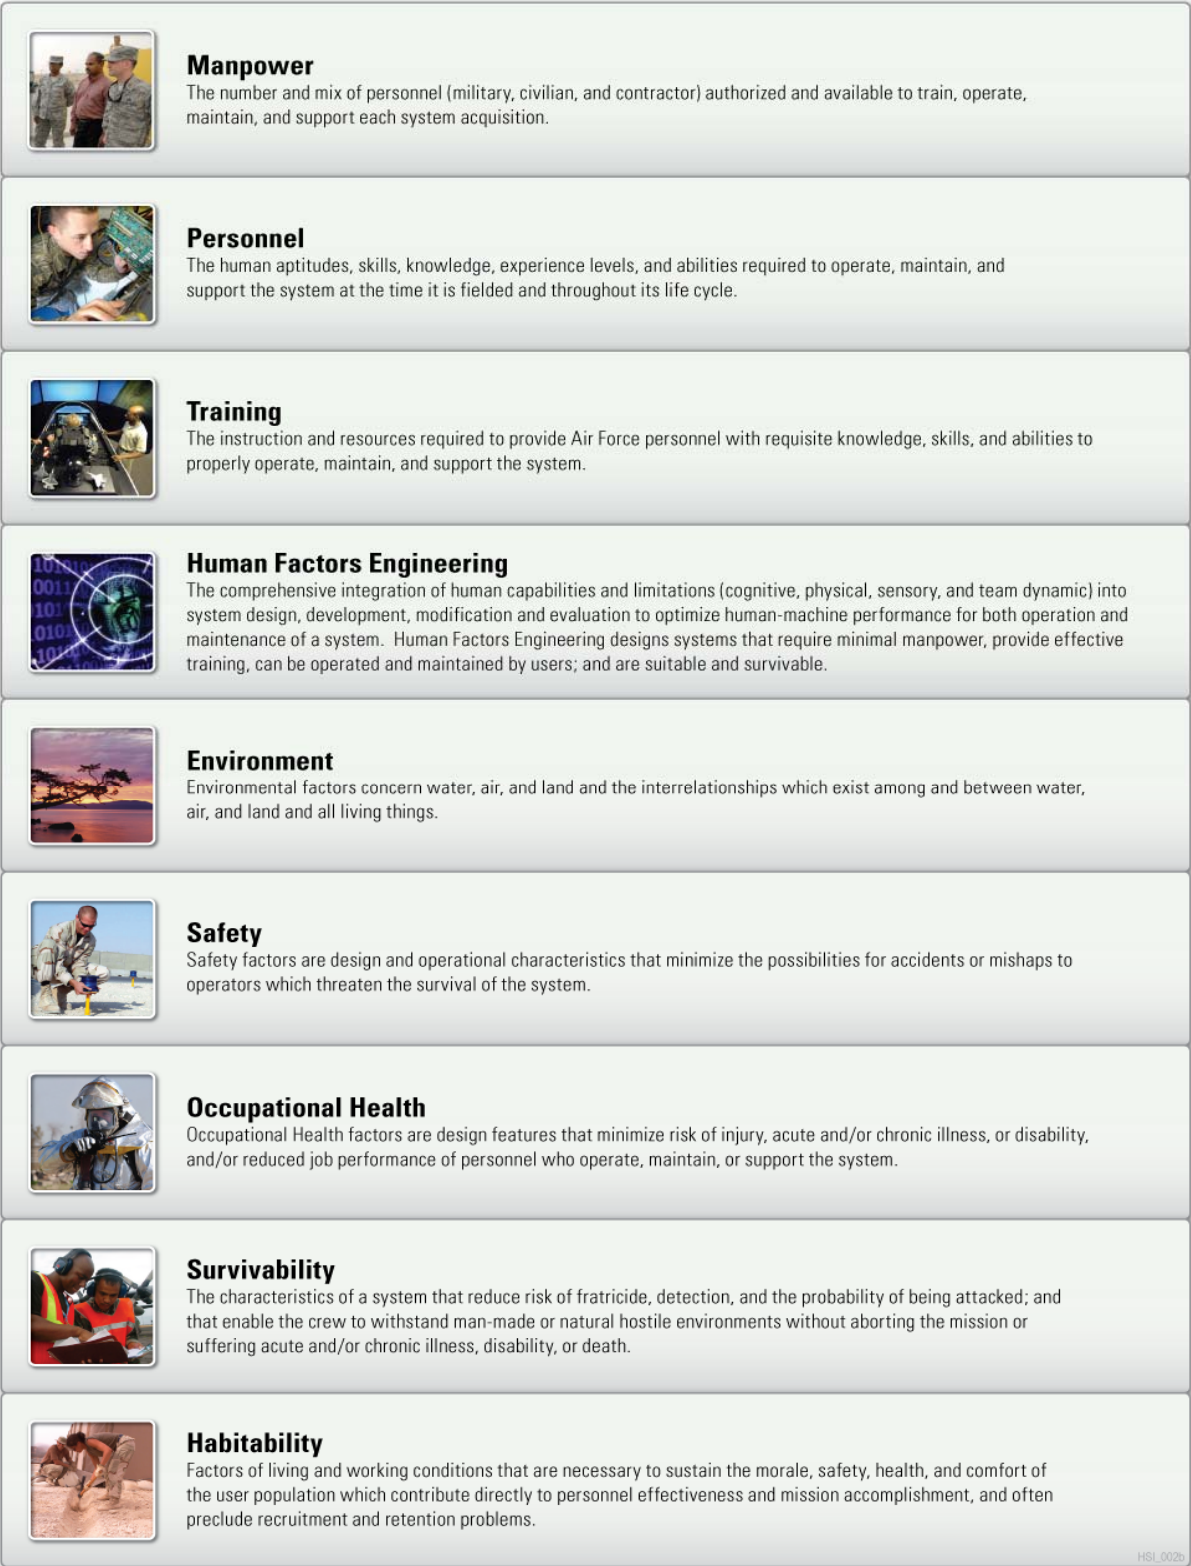 Manpower
The number and mix of personnel (military, civilian, and contractor) authorized and available to train, operate,
maintain, and support each system acquisition.
Personnel
The human aptitudes, skills, knowledge, experience levels, and abilities required to operate, maintain, and
support the system at the time it is fielded and throughout its life cycle.
Training
The instruction and resources required to provide Air Force personnel with requisite knowledge, skills, and abilities to
properly operate, maintain, and support the system.
Human Factors Engineering
The comprehensive integration of human capabilities and limitations (cognitive, physical, sensory, and team dynamic) into
system design, development, modification and evaluation to optimize human-machine performance for both operation and
maintenance of a system.  Human Factors Engineering designs systems that require minimal manpower, provide effective
training, can be operated and maintained by users; and are suitable and survivable.
Environment
Environmental factors concern water, air, and land and the interrelationships which exist among and between water,
air, and land and all living things.
Safety
Safety factors are design and operational characteristics that minimize the possibilities for accidents or mishaps to
operators which threaten the survival of the system.
Occupational Health
Occupational Health factors are design features that minimize risk of injury, acute and/or chronic illness, or disability,
and/or reduced job performance of personnel who operate, maintain, or support the system.
Survivability
The characteristics of a system that reduce risk of fratricide, detection, and the probability of being attacked; and
that enable the crew to withstand man-made or natural hostile environments without aborting the mission or
suffering acute and/or chronic illness, disability, or death.
Habitability
Factors of living and working conditions that are necessary to sustain the morale, safety, health, and comfort of
the user population which contribute directly to personnel effectiveness and mission accomplishment, and often
preclude recruitment and retention problems.
HSI_002b